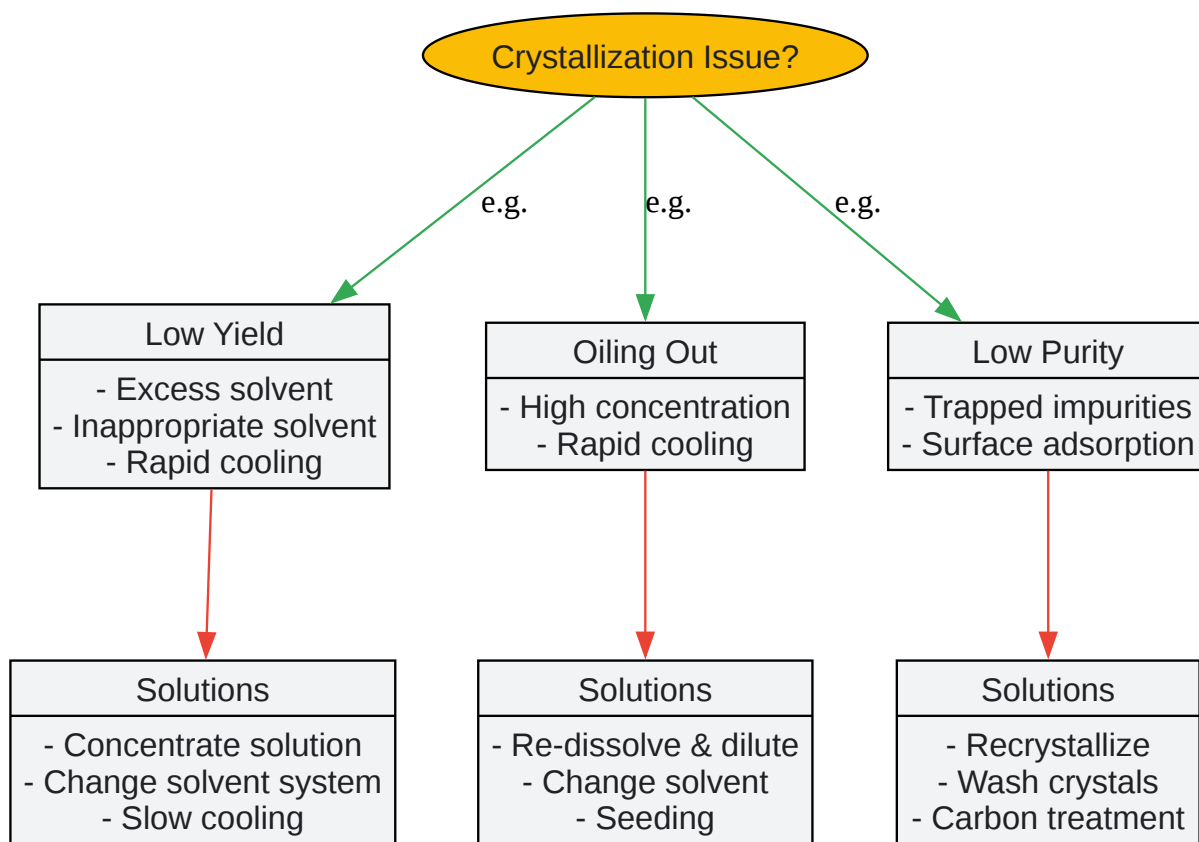 Crystallization Issue?
e.g.
e.g.
e.g.
Low Yield
- Excess solvent
- Inappropriate solvent
- Rapid cooling
Oiling Out
- High concentration
- Rapid cooling
Low Purity
- Trapped impurities
- Surface adsorption
Solutions
- Concentrate solution
- Change solvent system
- Slow cooling
Solutions
- Re-dissolve & dilute
- Change solvent
- Seeding
Solutions
- Recrystallize
- Wash crystals
- Carbon treatment